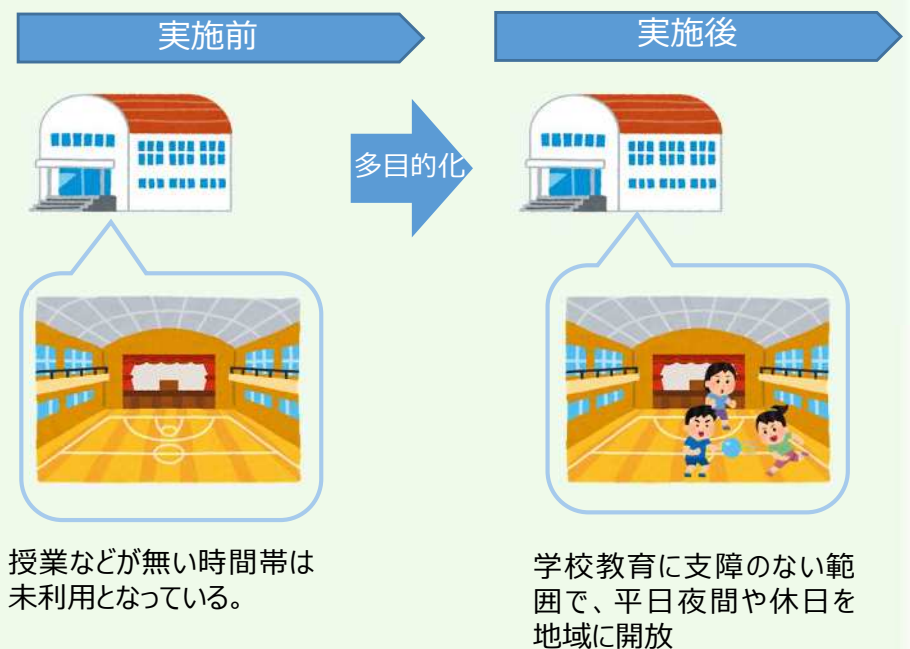 実施前
実施後
多目的化
授業などが無い時間帯は
未利用となっている。
学校教育に支障のない範
囲で、平日夜間や休日を
地域に開放